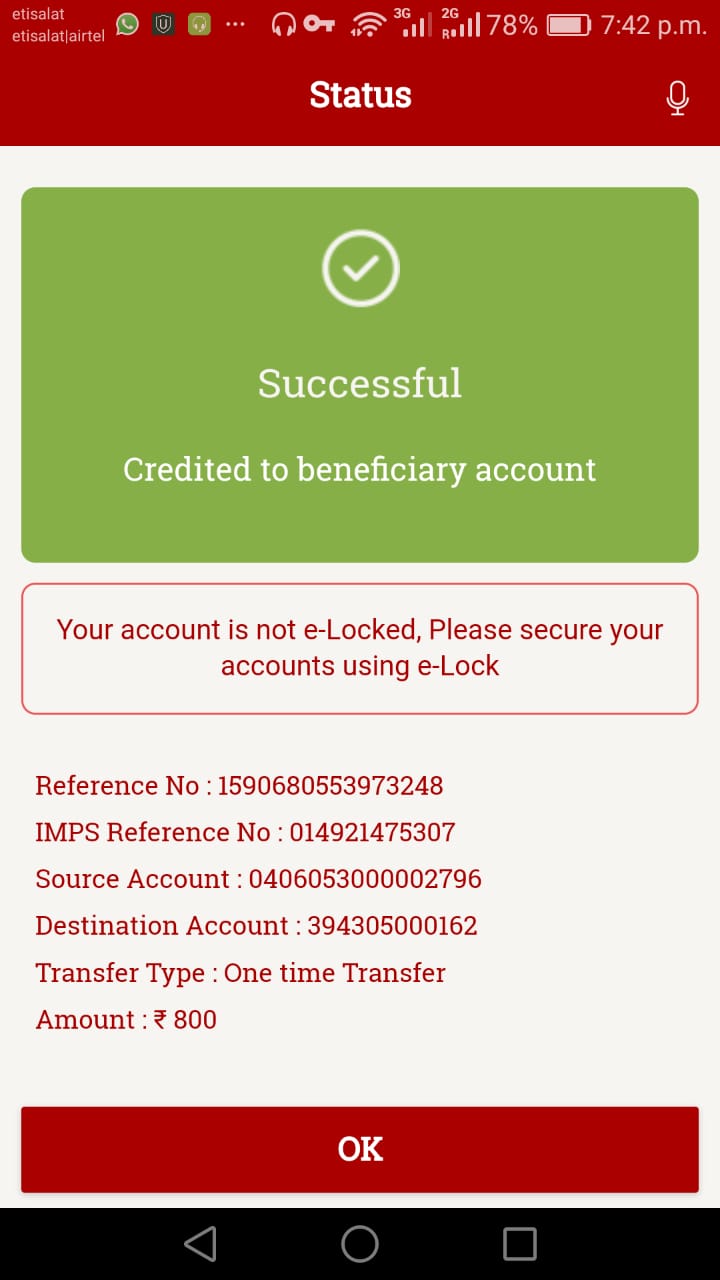 etisalat
etisalat|airtel
3G
2G
R
78%
7:42 p.m.
Status
Successful
Credited to beneficiary account
Your account is not e-Locked, Please secure your
accounts using e-Lock
Reference No : 1590680553973248
IMPS Reference No : 014921475307
Source Account : 0406053000002796
Destination Account : 394305000162
Transfer Type : One time Transfer
Amount : ₹ 800
OK